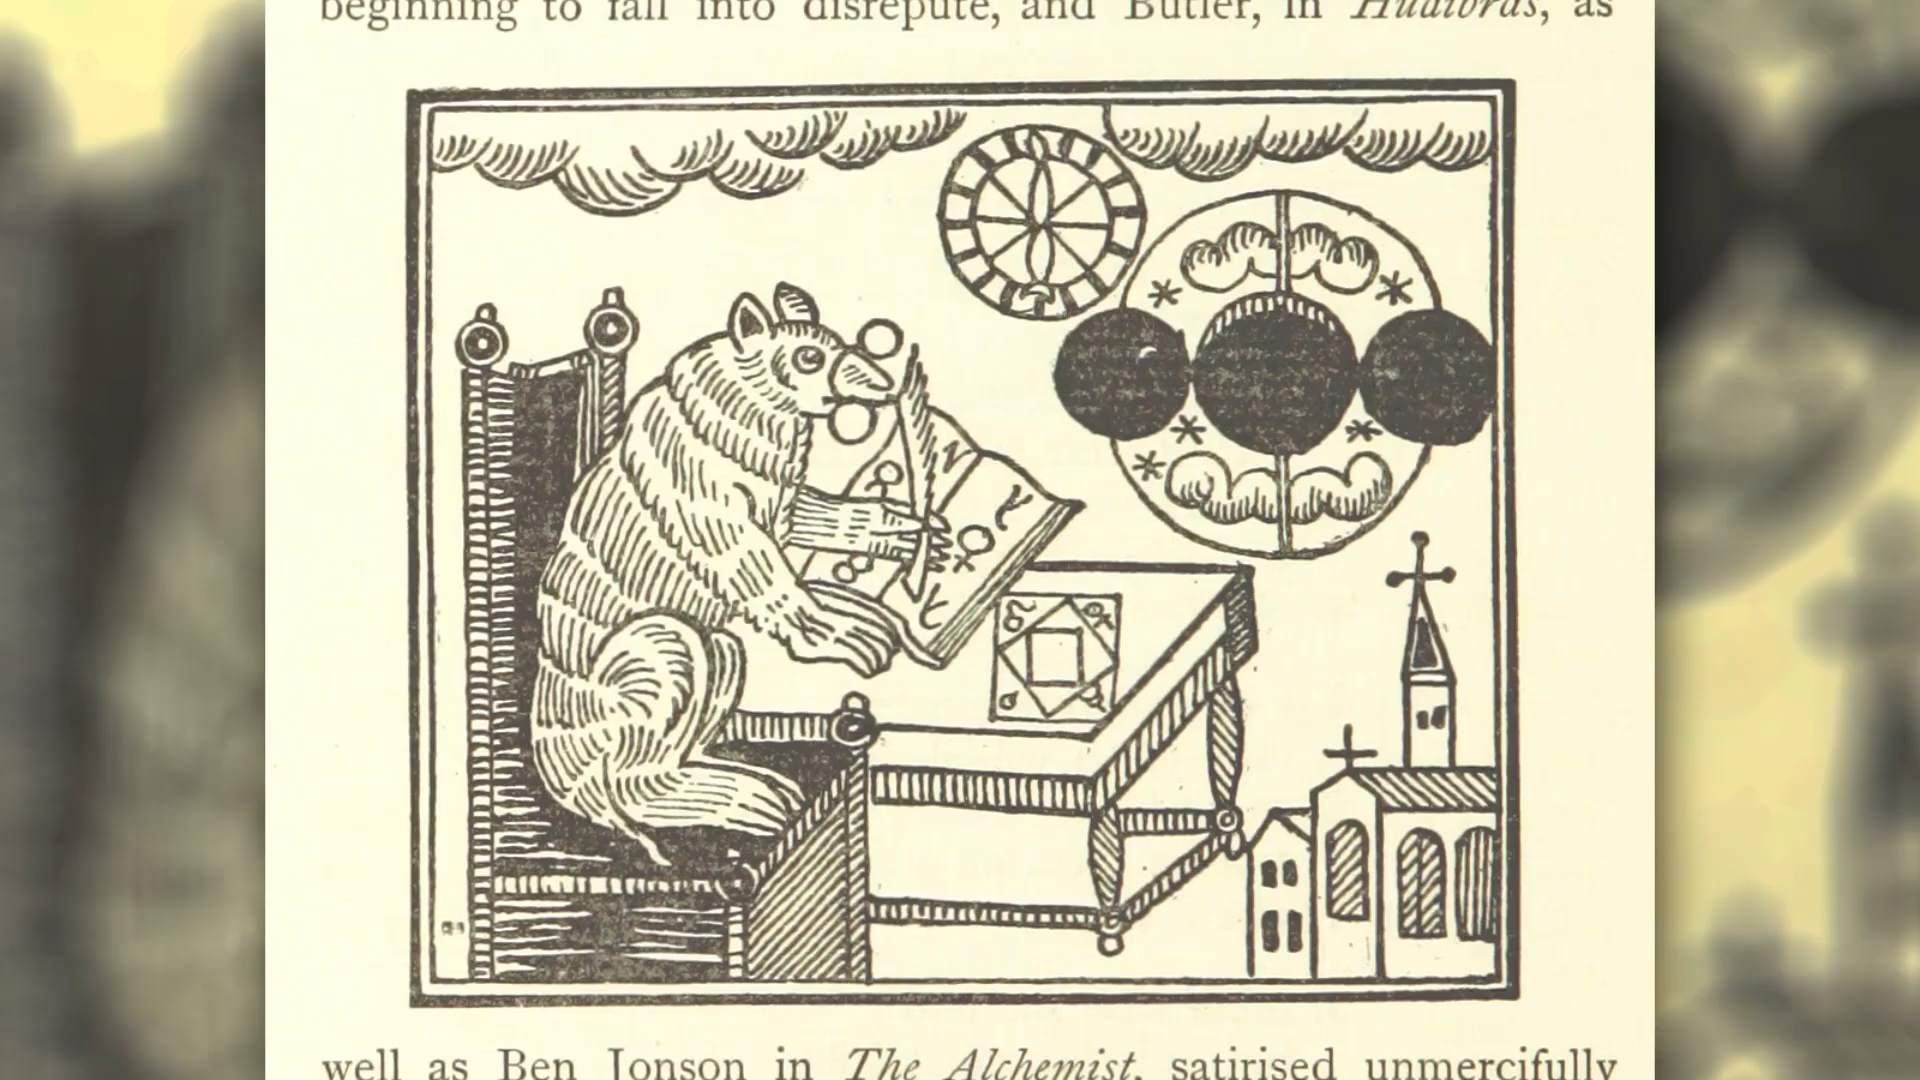 beginning to fall into disrepute, and Butler, in Hudibras, as
well as Ben Jonson in The Alchemist, satirised unmercifully